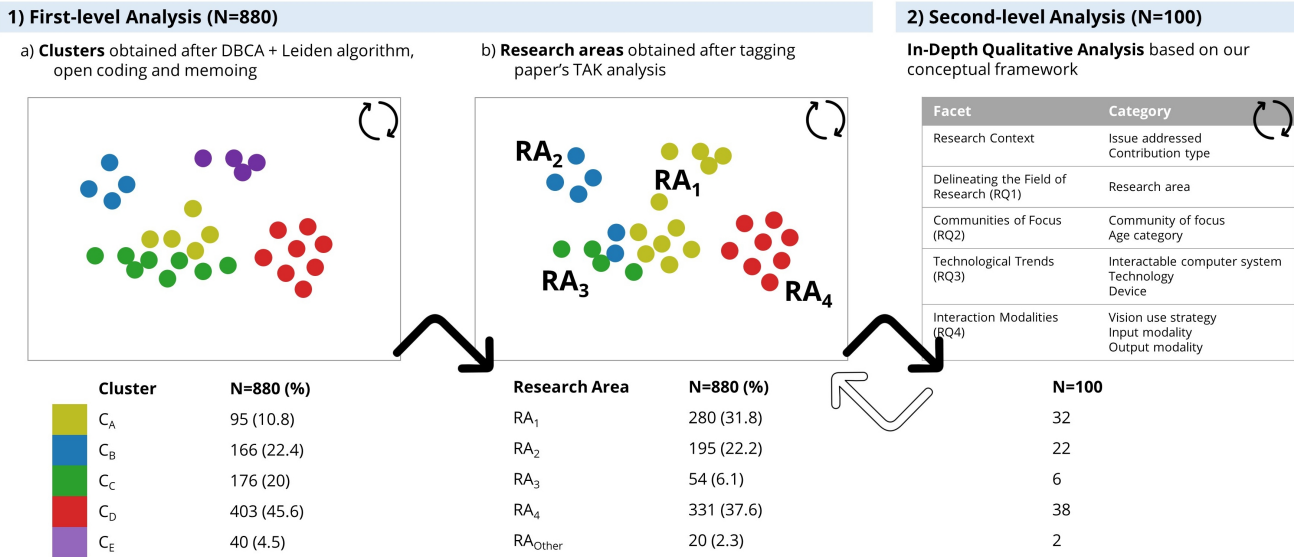 1) First-level Analysis (N=880)
a) Clusters obtained after DBCA + Leiden algorithm,
open coding and memoing
b) Research areas obtained after tagging
paper's TAK analysis
RA2
RA1
RA3
RA4
Cluster N=880 (%)
CA 95 (10.8)
CB 166 (22.4)
CC 176 (20)
CD 403 (45.6)
CE 40 (4.5)
Research Area N=880 (%)
RA1 280 (31.8)
RA2 195 (22.2)
RA3 54 (6.1)
RA4 331 (37.6)
RAOther 20 (2.3)
2) Second-level Analysis (N=100)
In-Depth Qualitative Analysis based on our
conceptual framework
Facet Category
Research Context Issue addressed
Contribution type
Delineating the Field of
Research (RQ1) Research area
Communities of Focus Community of focus
(RQ2) Age category
Technological Trends Interactable computer system
(RQ3) Technology
Device
Interaction Modalities Vision use strategy
(RQ4) Input modality
Output modality
N=100
32
22
6
38
2